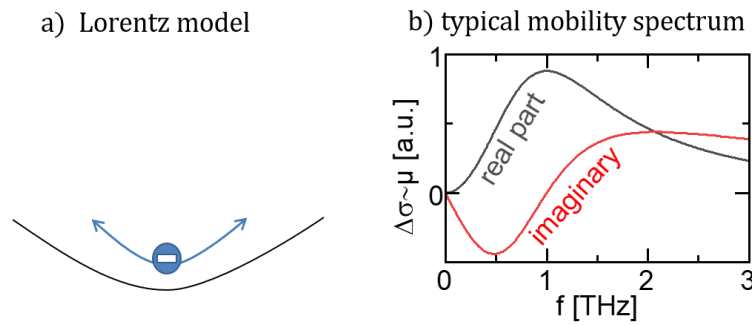 a) Lorentz model
b) typical mobility spectrum
Δσ~μ [a.u.]
1
0
real part
imaginary
0
1
2
3
f [THz]